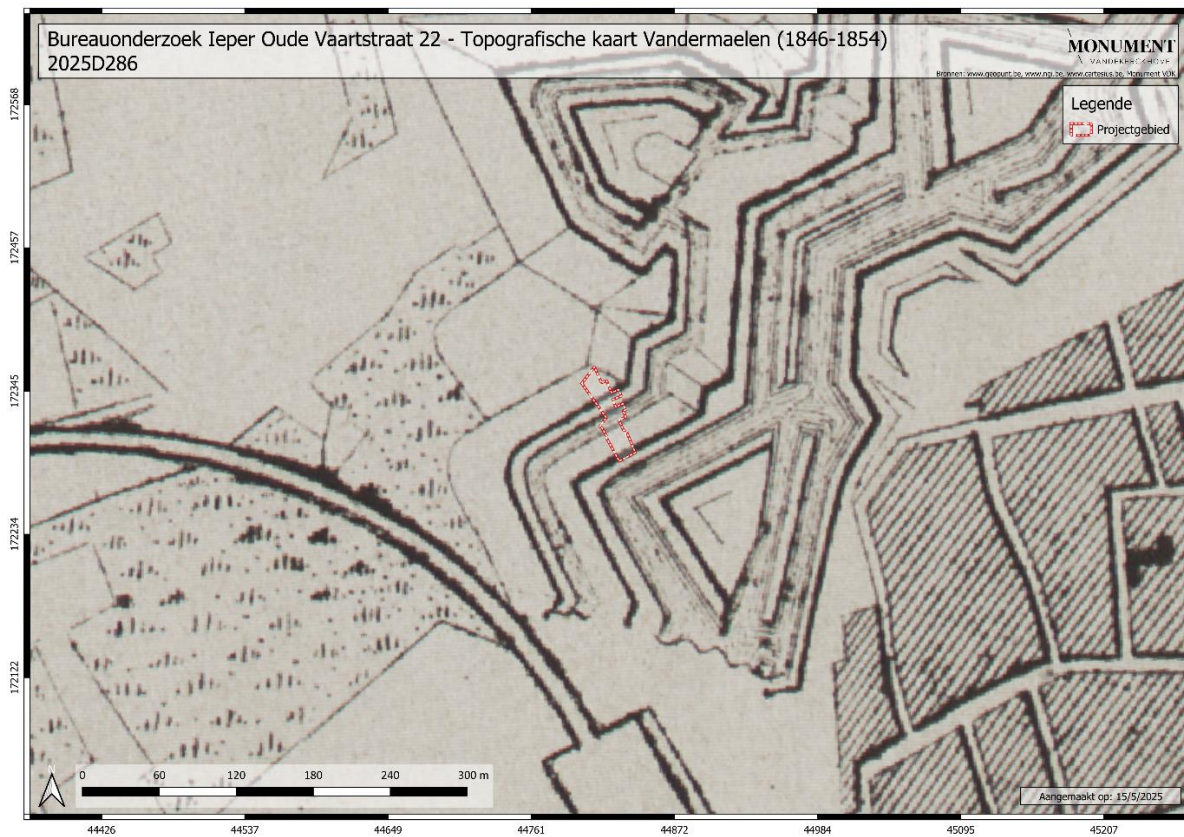 Bureauonderzoek Ieper Oude Vaartstraat 22 - Topografische kaart Vandermaelen (1846-1854)
2025D286
MONUMENT
VANDEKERCKHOVE
Bronnen: www.geopunt.be, www.ngi.be, www.cartesius.be, Monument VDK
Legende
Projectgebied
172568
172457
172345
172234
172122
N
0 60 120 180 240 300 m
Aangemaakt op: 15/5/2025
44426 44537 44649 44761 44872 44984 45095 45207